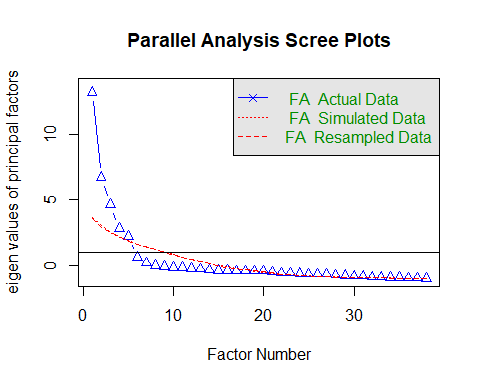 Parallel Analysis Scree Plots
eigen values of principal factors
10
5
0
FA Actual Data
FA Simulated Data
FA Resampled Data
0 10 20 30
Factor Number